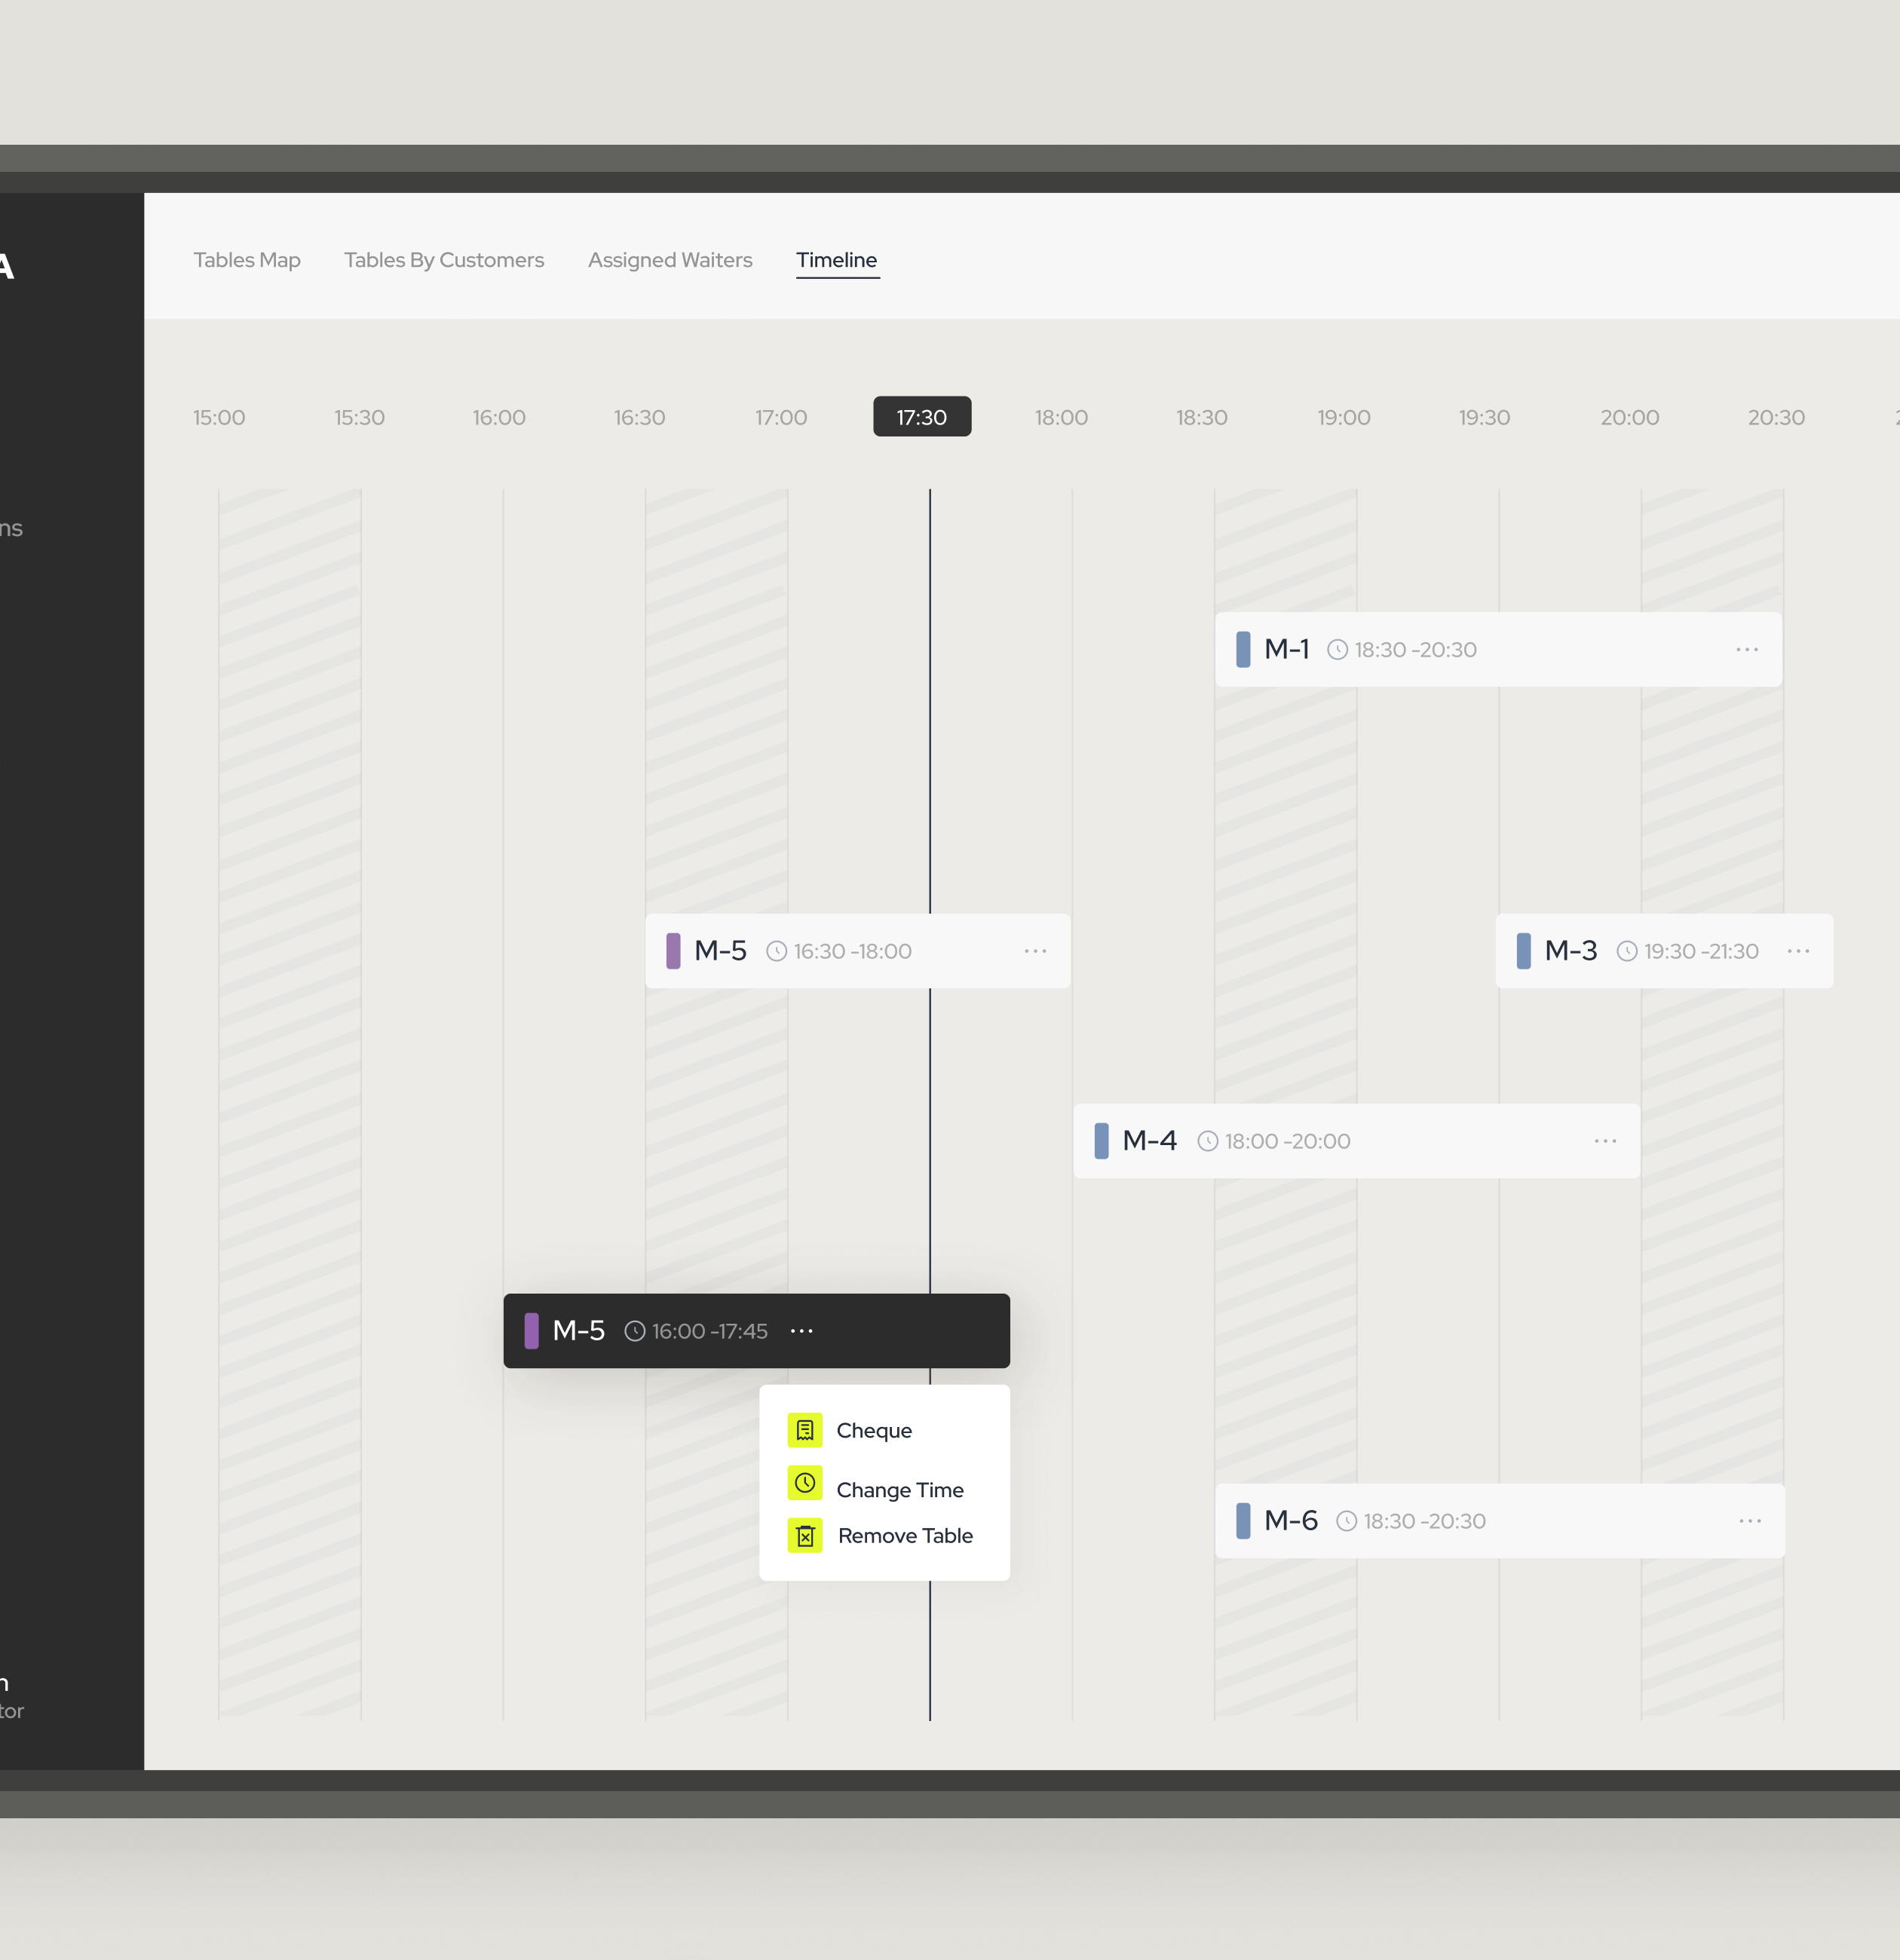 A
Tables Map Tables By Customers Assigned Waiters Timeline
15:00 15:30 16:00 16:30 17:00 17:30 18:00 18:30 19:00 19:30 20:00 20:30
ns
M-1 18:30 -20:30 ...
M-5 16:30 -18:00 ...
M-3 19:30 -21:30 ...
M-4 18:00 -20:00 ...
M-5 16:00 -17:45 ...
Cheque
Change Time
Remove Table
M-6 18:30 -20:30 ...
tor